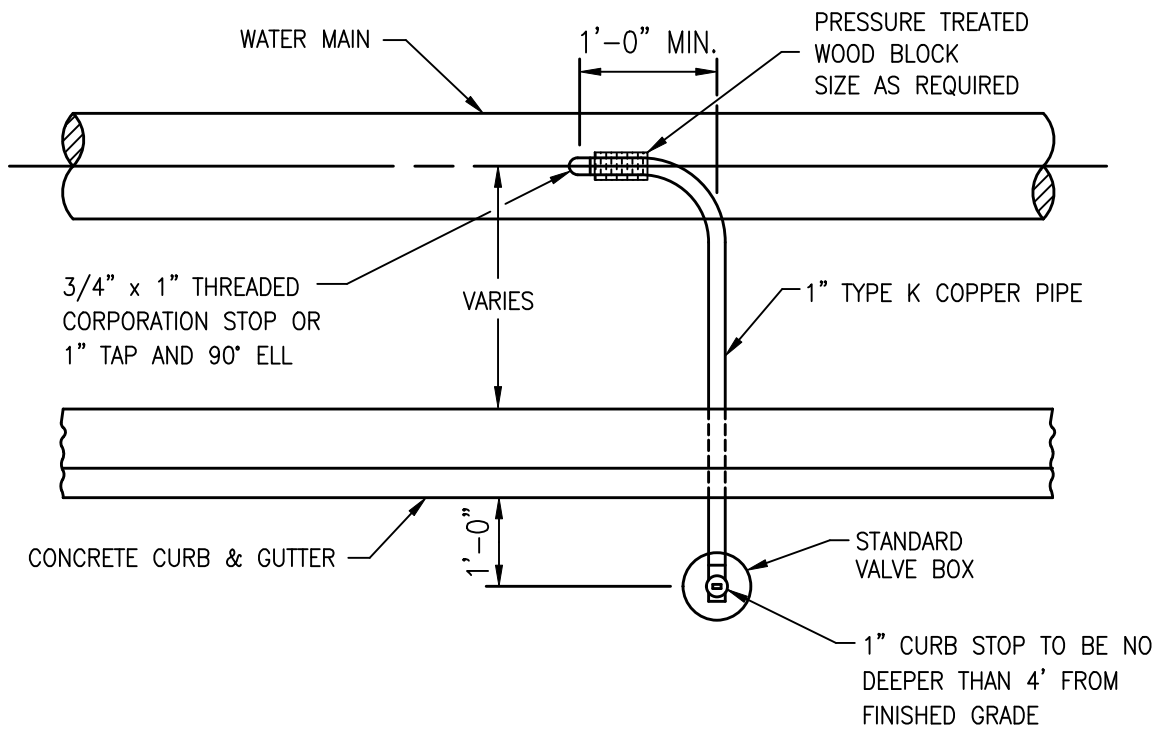 WATER MAIN
1'-0" MIN.
PRESSURE TREATED
WOOD BLOCK
SIZE AS REQUIRED
3/4" x 1" THREADED
CORPORATION STOP OR
1" TAP AND 90° ELL
VARIES
1" TYPE K COPPER PIPE
CONCRETE CURB & GUTTER
1'-0"
STANDARD
VALVE BOX
1" CURB STOP TO BE NO
DEEPER THAN 4' FROM
FINISHED GRADE